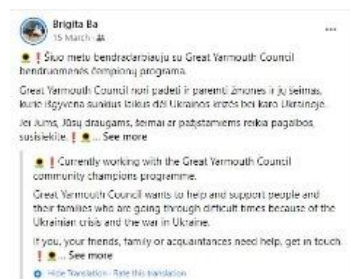 Brigita Ba
15 March ·
❗Šiuo metu bendradarbiauju su Great Yarmouth Council
bendruomenės čempionų programa.
Great Yarmouth Council nori padėti ir paremti žmones ir jų šeimas,
kurie išgyvena sunkius laikus dėl Ukrainos krizės bei karo Ukrainoje.
Jei Jums, Jūsų draugams, šeimai ar pažįstamiems reikia pagalbos,
susisiekite. ❗ ... See more
❗Currently working with the Great Yarmouth Council
community champions programme.
Great Yarmouth Council wants to help and support people and
their families who are going through difficult times because of the
Ukrainian crisis and the war in Ukraine.
If you, your friends, family or acquaintances need help, get in touch
❗ ... See more
Hide Translation · Rate this translation